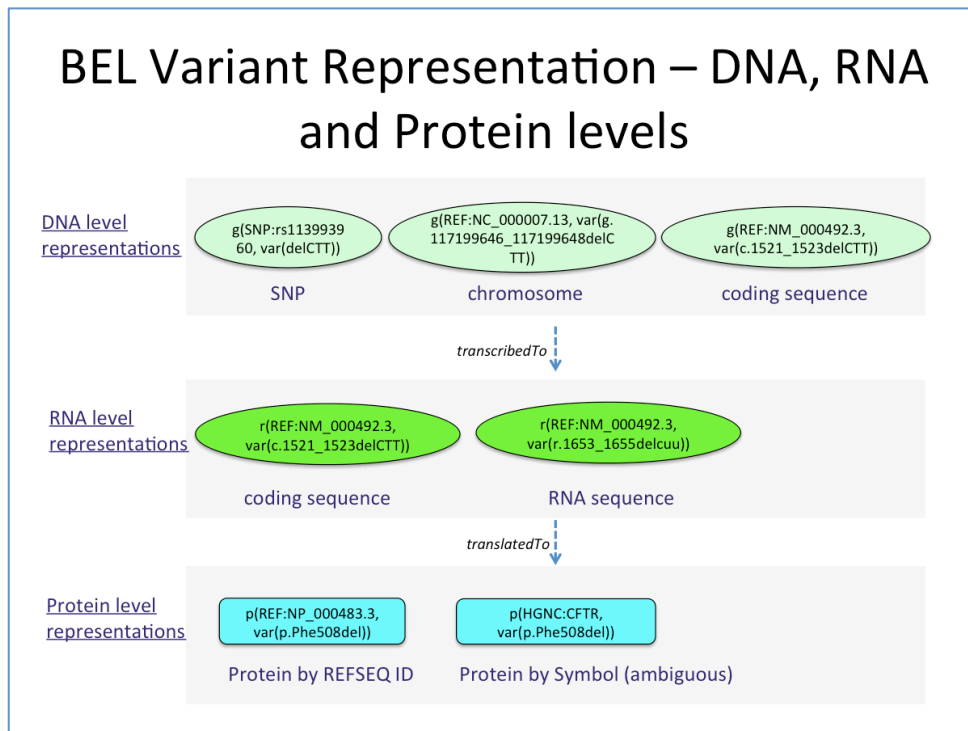 BEL Variant Representation – DNA, RNA
and Protein levels
DNA level
representations
g(SNP:rs1139939
60, var(delCTT))
g(REF:NC_000007.13, var(g.
117199646_117199648delC
TT))
g(REF:NM_000492.3,
var(c.1521_1523delCTT))
SNP
chromosome
coding sequence
transcribedTo
RNA level
representations
r(REF:NM_000492.3,
var(c.1521_1523delCTT))
r(REF:NM_000492.3,
var(r.1653_1655delcuu))
coding sequence
RNA sequence
translatedTo
Protein level
representations
p(REF:NP_000483.3,
var(p.Phe508del))
p(HGNC:CFTR,
var(p.Phe508del))
Protein by REFSEQ ID
Protein by Symbol (ambiguous)